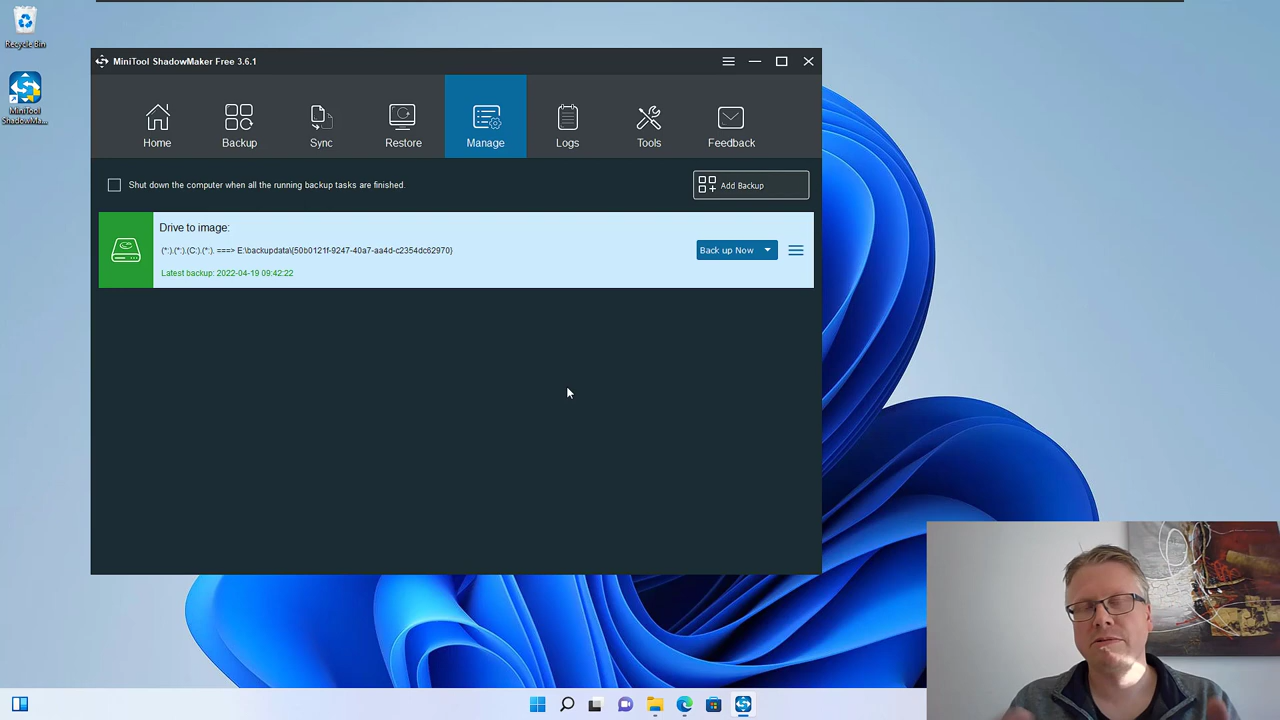 Recycle Bin
MiniTool
ShadowMa...
MiniTool ShadowMaker Free 3.6.1
Home
Backup
Sync
Restore
Manage
Logs
Tools
Feedback
Shut down the computer when all the running backup tasks are finished.
Add Backup
Drive to image:
(*:).(*:).(C:).(*:). ===> E:\backupdata\{50b0121f-9247-40a7-aa4d-c2354dc62970}
Back up Now
Latest backup: 2022-04-19 09:42:22